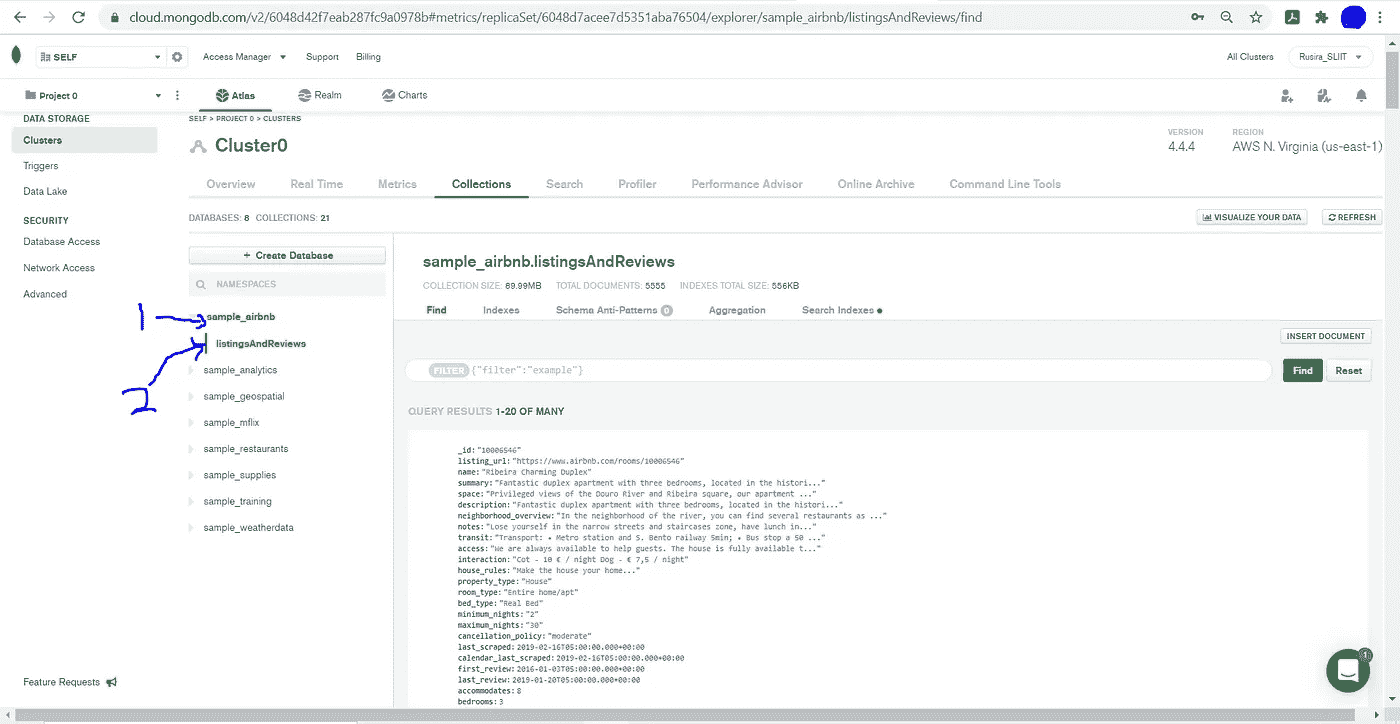 cloud.mongodb.com/v2/6048d42f7eab287fc9a0978b#metrics/replicaSet/6048d7acee7d5351aba76504/explorer/sample_airbnb/listingsAndReviews/find
SELF Access Manager Support Billing All Clusters Rusira_SLIIT
Project 0 Atlas Realm Charts
DATA STORAGE
Clusters
Triggers
Data Lake
SECURITY
Database Access
Network Access
Advanced
Feature Requests
SELF > PROJECT 0 > CLUSTERS
Cluster0
VERSION
4.4.4
REGION
AWS N. Virginia (us-east-1)
Overview Real Time Metrics Collections Search Profiler Performance Advisor Online Archive Command Line Tools
DATABASES: 8 COLLECTIONS: 21
VISUALIZE YOUR DATA REFRESH
+ Create Database
NAMESPACES
1
sample_airbnb
listingsAndReviews
2
sample_analytics
sample_geospatial
sample_mflix
sample_restaurants
sample_supplies
sample_training
sample_weatherdata
sample_airbnb.listingsAndReviews
COLLECTION SIZE: 89.99MB TOTAL DOCUMENTS: 5555 INDEXES TOTAL SIZE: 556KB
Find Indexes Schema Anti-Patterns 0 Aggregation Search Indexes
INSERT DOCUMENT
FILTER {"filter":"example"}
Find Reset
QUERY RESULTS 1-20 OF MANY
_id:"10006546"
listing_url:"https://www.airbnb.com/rooms/10006546"
name:"Ribeira Charming Duplex"
summary:"Fantastic duplex apartment with three bedrooms, located in the histori..."
space:"Privileged views of the Douro River and Ribeira square, our apartment ..."
description:"Fantastic duplex apartment with three bedrooms, located in the histori..."
neighborhood_overview:"In the neighborhood of the river, you can find several restaurants as ..."
notes:"Lose yourself in the narrow streets and staircases zone, have lunch in..."
transit:"Transport: • Metro station and S. Bento railway 5min; • Bus stop a 50 ..."
access:"We are always available to help guests. The house is fully available t..."
interaction:"Cot - 10 € / night Dog - € 7,5 / night"
house_rules:"Make the house your home..."
property_type:"House"
room_type:"Entire home/apt"
bed_type:"Real Bed"
minimum_nights:"2"
maximum_nights:"30"
cancellation_policy:"moderate"
last_scraped:2019-02-16T05:00:00.000+00:00
calendar_last_scraped:2019-02-16T05:00:00.000+00:00
first_review:2016-01-03T05:00:00.000+00:00
last_review:2019-01-20T05:00:00.000+00:00
accommodates:8
bedrooms:3
1